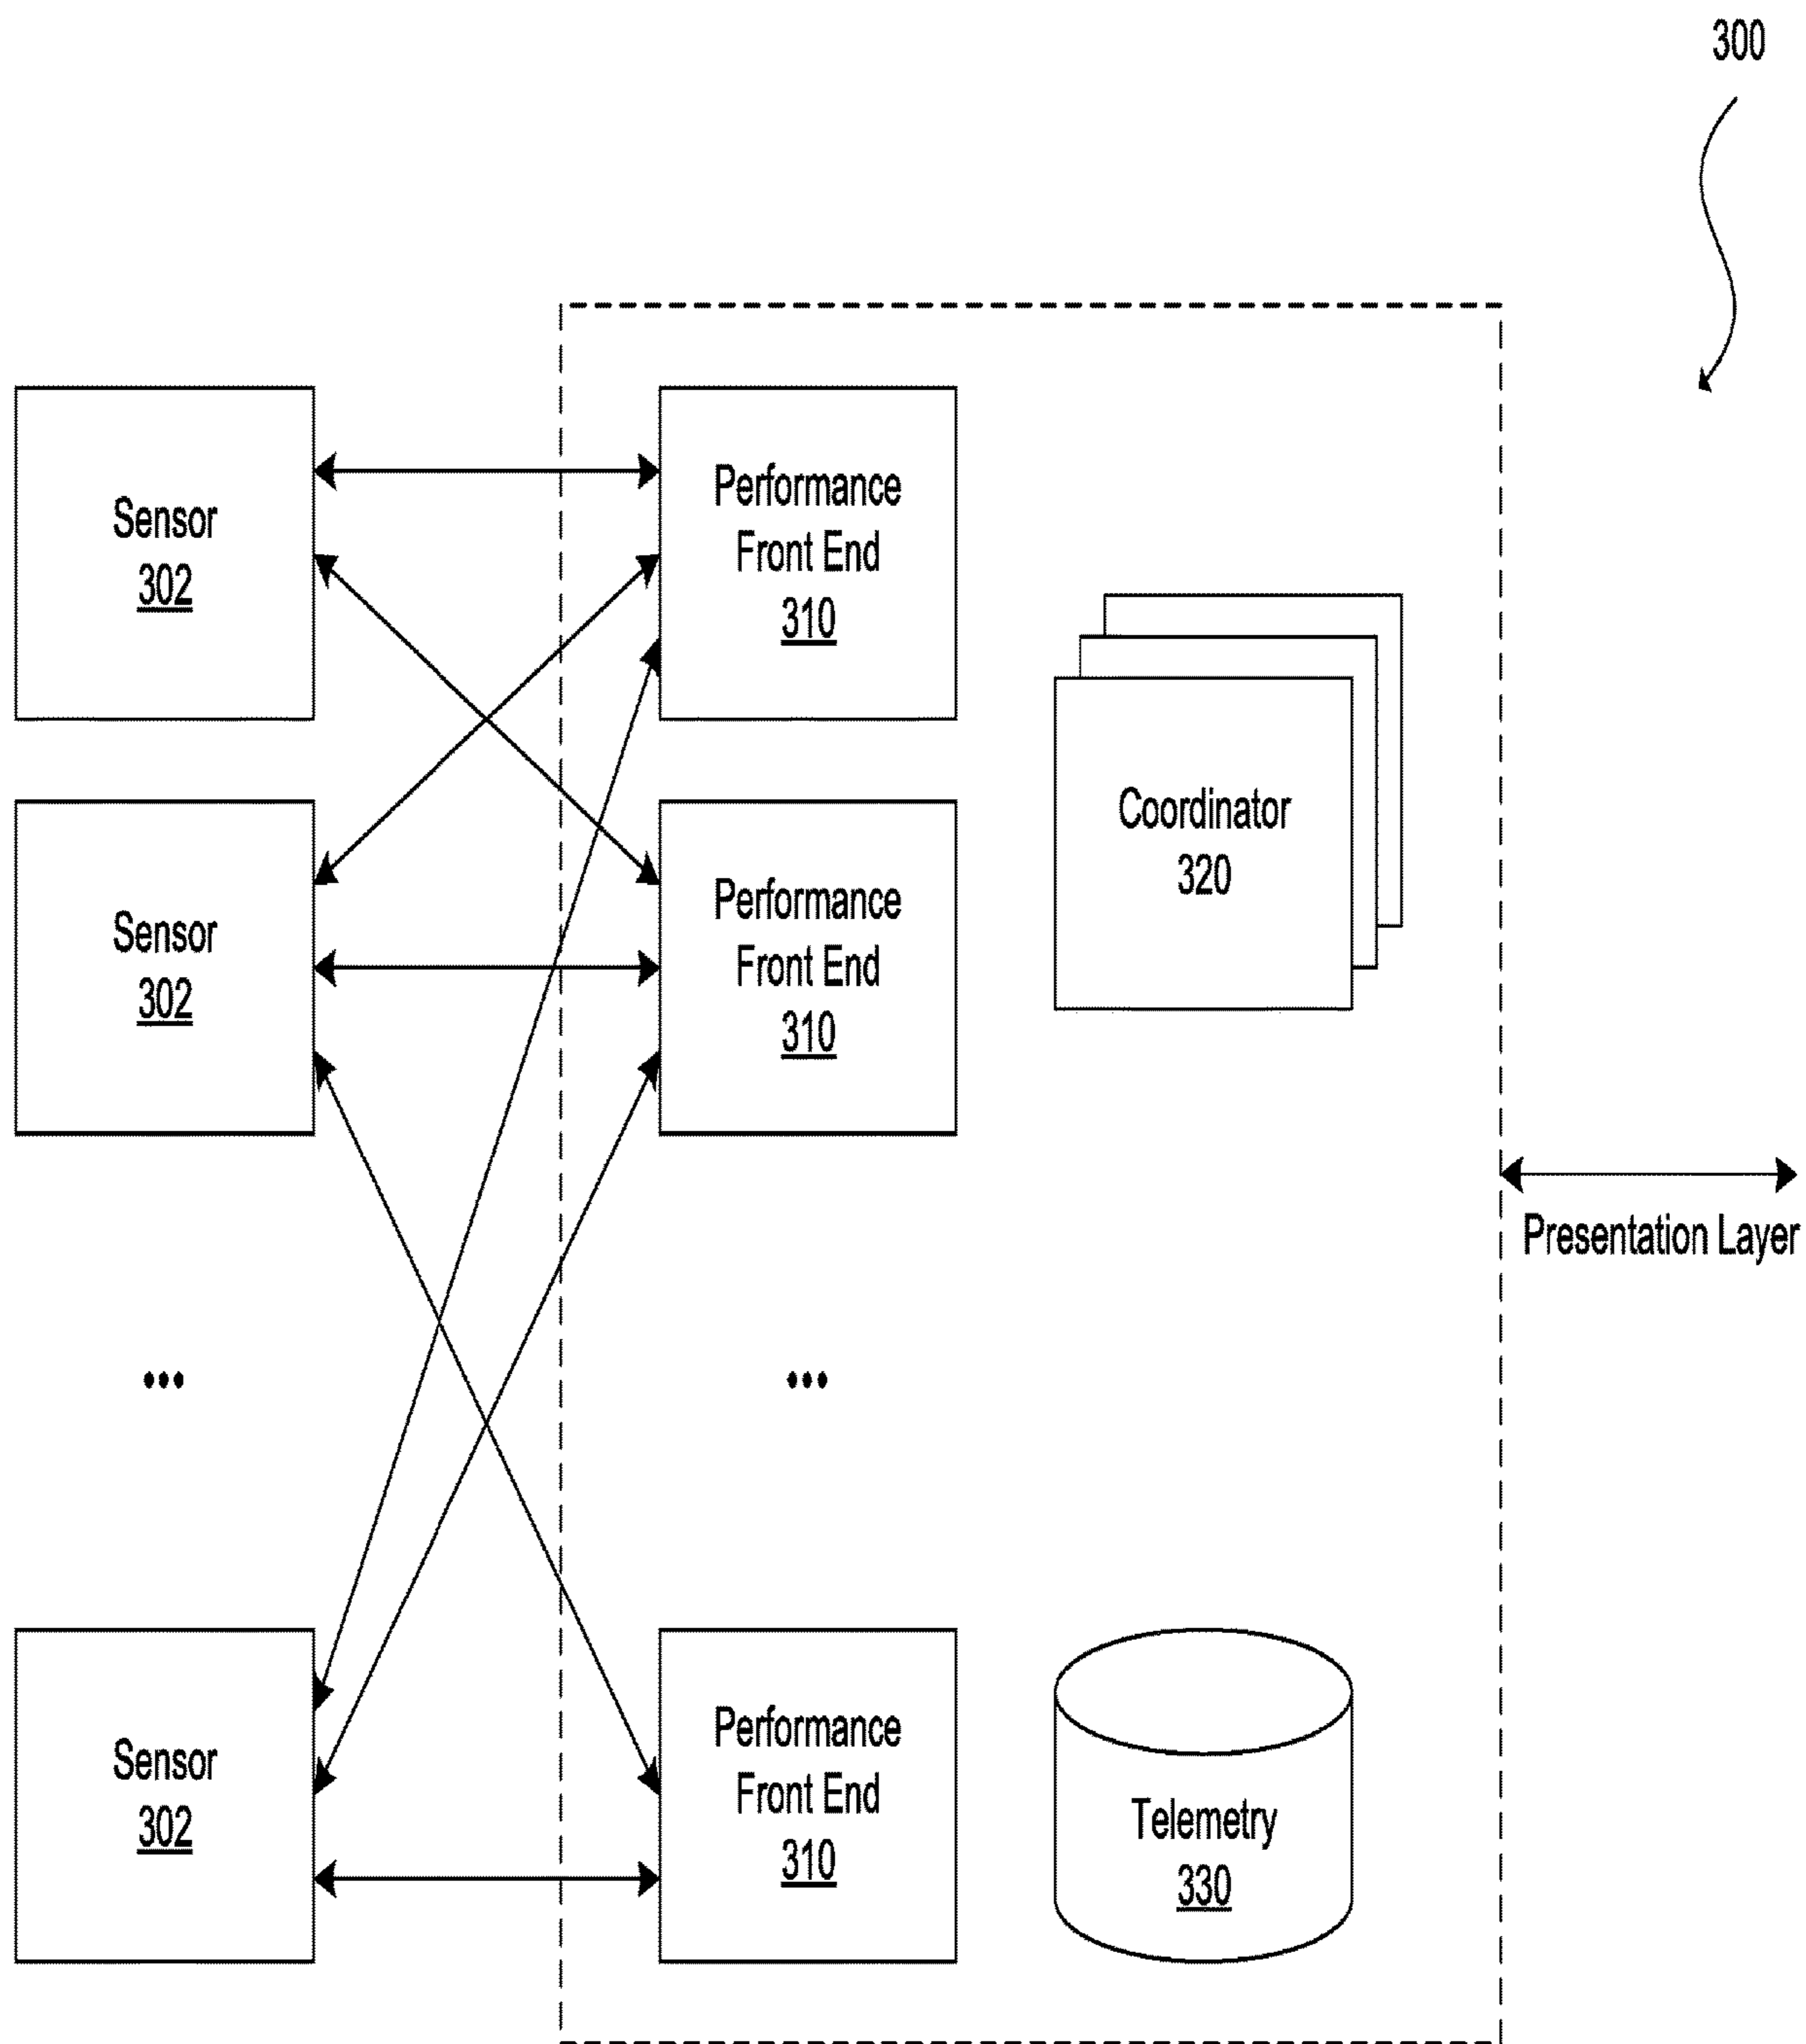 300
Sensor
302
Performance
Front End
310
Coordinator
320
Sensor
302
Performance
Front End
310
Presentation Layer
...
...
Sensor
302
Performance
Front End
310
Telemetry
330